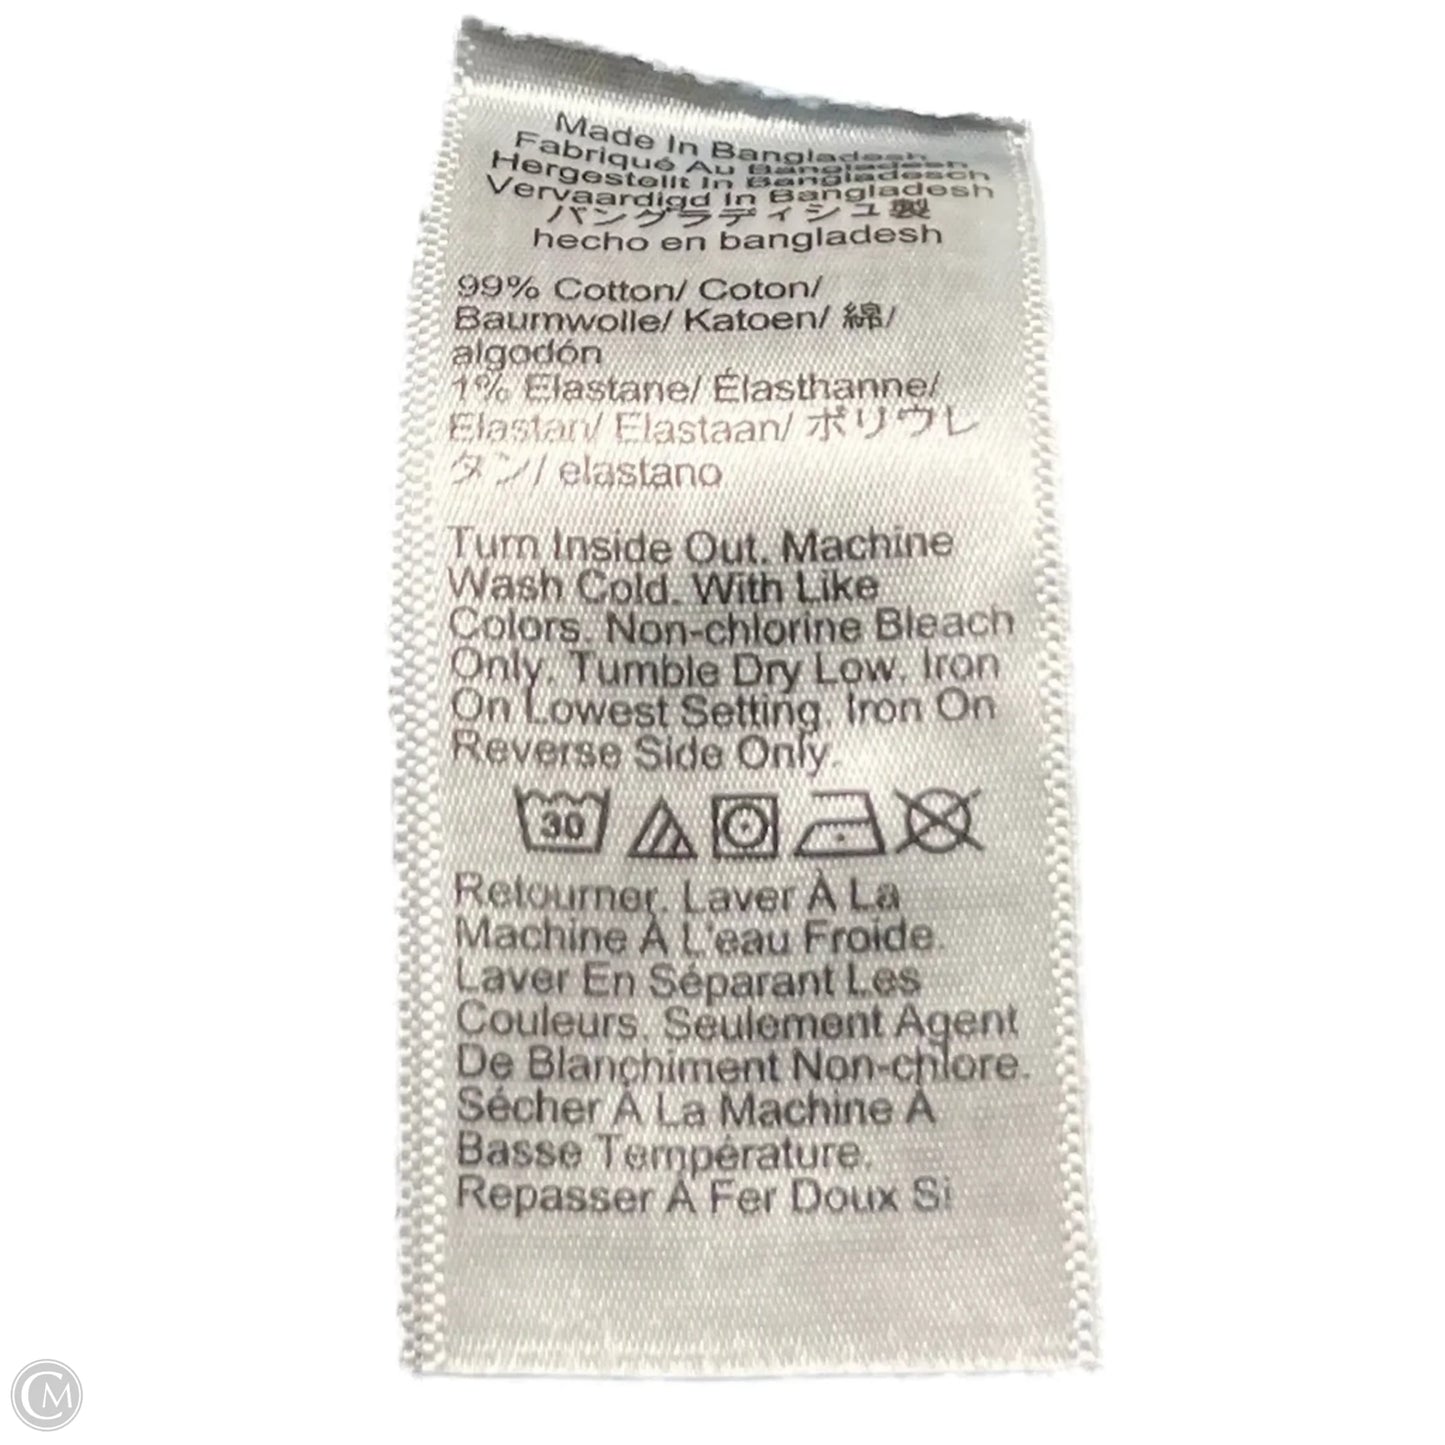 Made In Bangladesh
Fabriqué Au Bangladesh
Hergestellt In Bangladesch
Vervaardigd In Bangladesh
バングラディシュ製
hecho en bangladesh
99% Cotton/ Coton/
Baumwolle/ Katoen/ 綿/
algodón
1% Elastane/ Élasthanne/
Elastan/ Elastaan/ ポリウレ
タン/ elastano
Turn Inside Out. Machine
Wash Cold. With Like
Colors. Non-chlorine Bleach
Only. Tumble Dry Low. Iron
On Lowest Setting. Iron On
Reverse Side Only.
30
Retourner. Laver À La
Machine À L'eau Froide.
Laver En Séparant Les
Couleurs. Seulement Agent
De Blanchiment Non-chlore.
Sécher À La Machine À
Basse Température.
Repasser À Fer Doux Si
CM